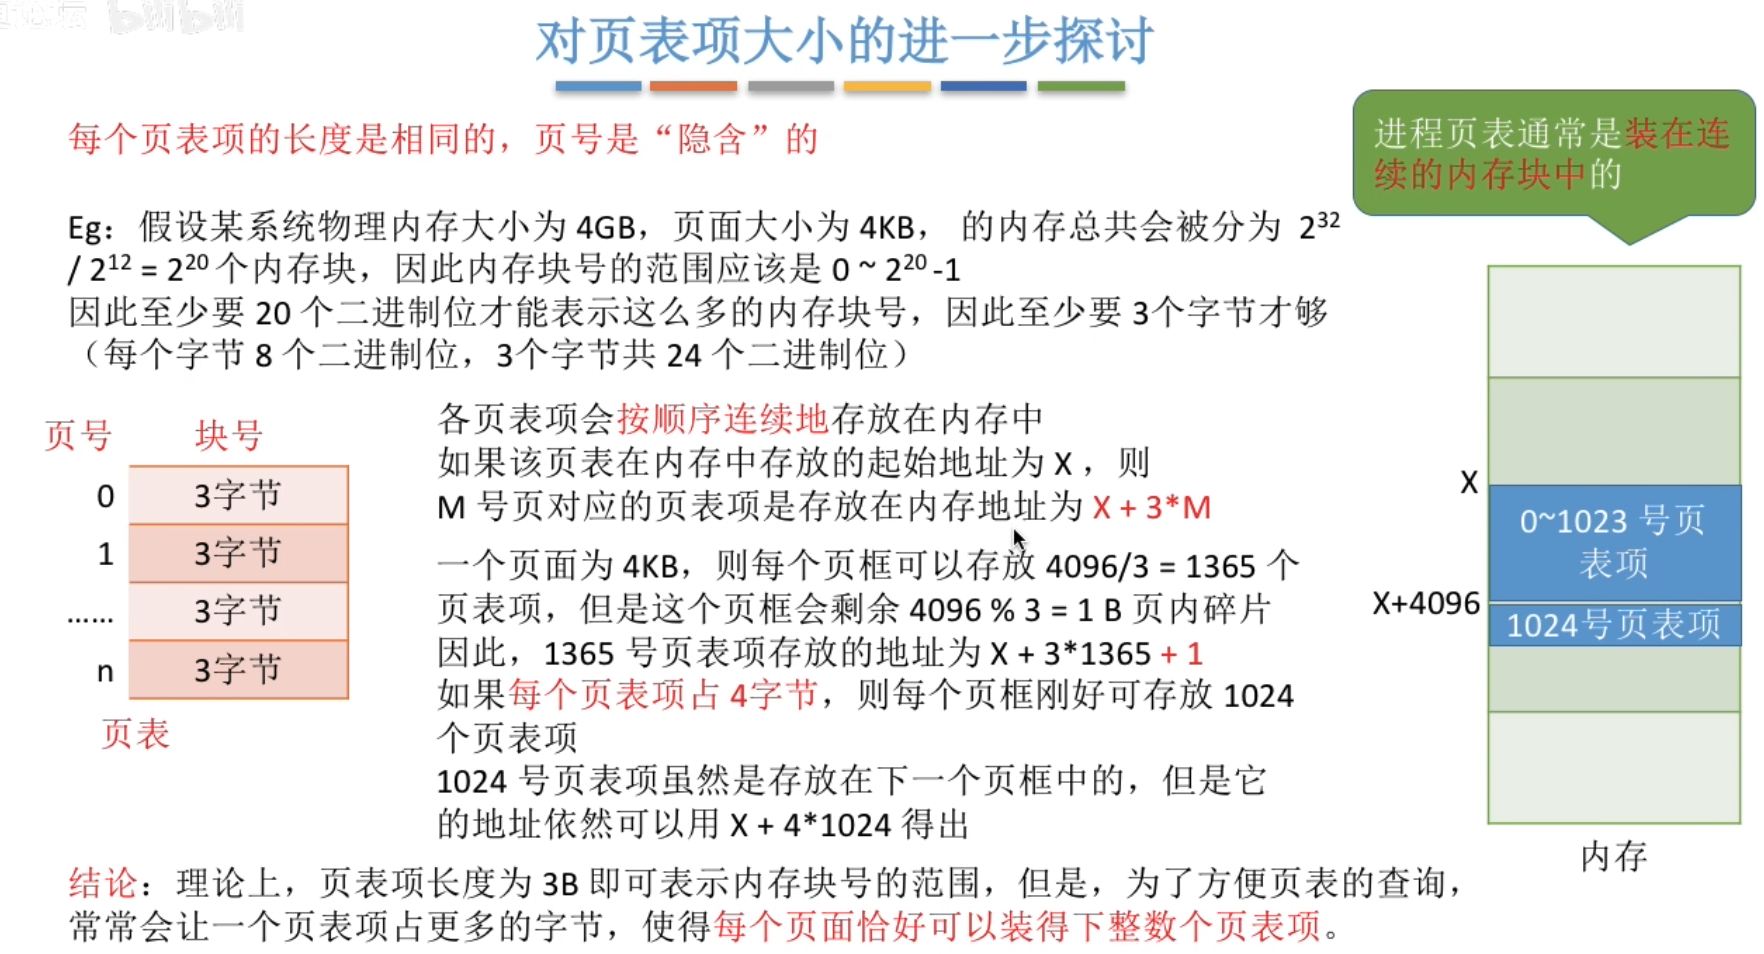 bilibili
对页表项大小的进一步探讨
每个页表项的长度是相同的，页号是“隐含”的
进程页表通常是装在连
续的内存块中的
Eg：假设某系统物理内存大小为 4GB，页面大小为 4KB， 的内存总共会被分为 2³²
/ 2¹² = 2²⁰ 个内存块，因此内存块号的范围应该是 0 ~ 2²⁰ -1
因此至少要 20 个二进制位才能表示这么多的内存块号，因此至少要 3个字节才够
（每个字节 8 个二进制位，3个字节共 24 个二进制位）
页号 块号
0 3字节
1 3字节
...... 3字节
n 3字节
页表
各页表项会按顺序连续地存放在内存中
如果该页表在内存中存放的起始地址为 X ，则
M 号页对应的页表项是存放在内存地址为 X + 3*M
一个页面为 4KB，则每个页框可以存放 4096/3 = 1365 个
页表项，但是这个页框会剩余 4096 % 3 = 1 B 页内碎片
因此，1365 号页表项存放的地址为 X + 3*1365 + 1
如果每个页表项占 4字节，则每个页框刚好可存放 1024
个页表项
1024 号页表项虽然是存放在下一个页框中的，但是它
的地址依然可以用 X + 4*1024 得出
X
0~1023 号页
表项
X+4096
1024号页表项
内存
结论：理论上，页表项长度为 3B 即可表示内存块号的范围，但是，为了方便页表的查询，
常常会让一个页表项占更多的字节，使得每个页面恰好可以装得下整数个页表项。